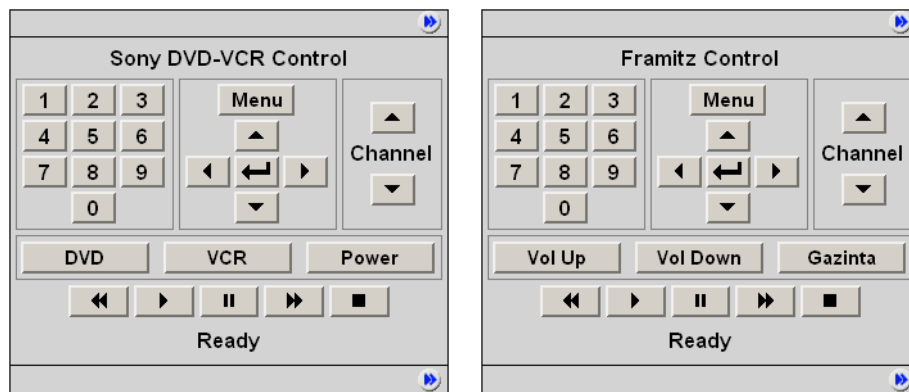 Sony DVD-VCR Control
1 2 3
4 5 6
7 8 9
0
Menu
Channel
DVD VCR Power
Ready
Framitz Control
1 2 3
4 5 6
7 8 9
0
Menu
Channel
Vol Up Vol Down Gazinta
Ready